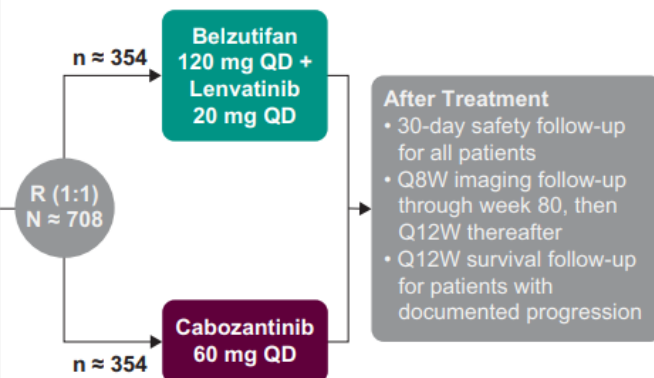 n ≈ 354
Belzutifan
120 mg QD +
Lenvatinib
20 mg QD
R (1:1)
N ≈ 708
After Treatment
• 30-day safety follow-up
for all patients
• Q8W imaging follow-up
through week 80, then
Q12W thereafter
• Q12W survival follow-up
for patients with
documented progression
Cabozantinib
60 mg QD
n ≈ 354